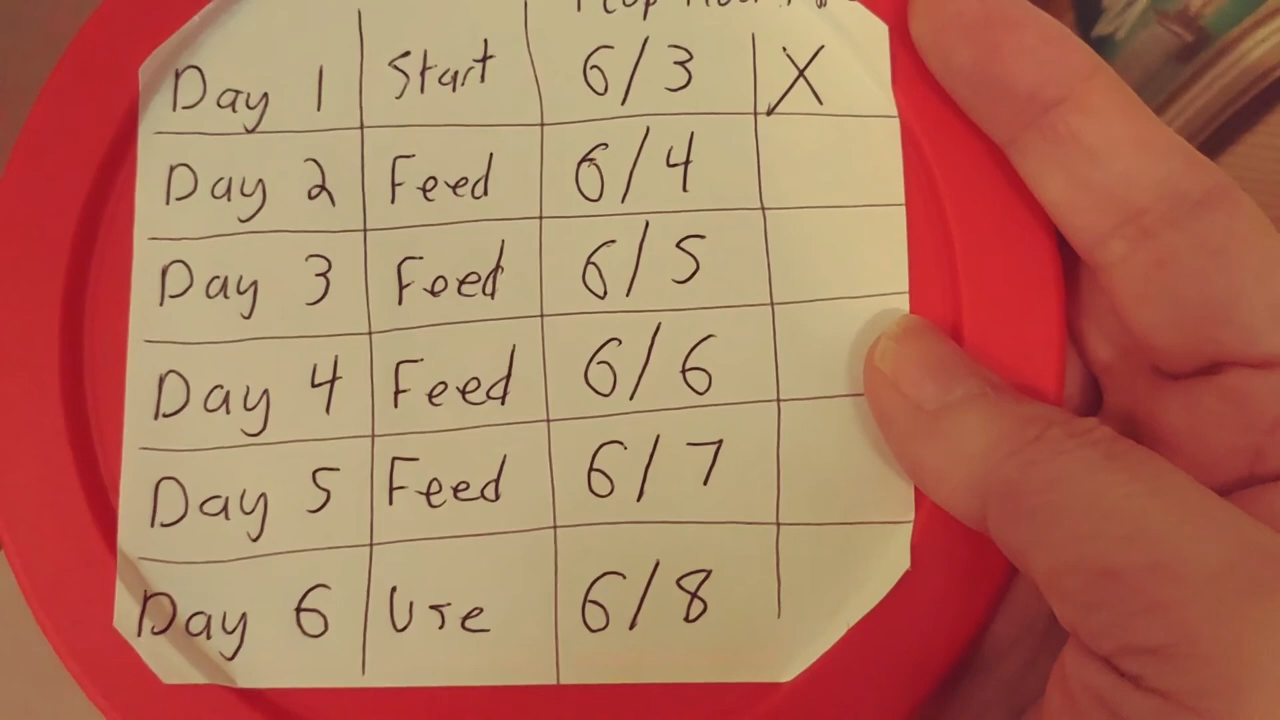 Day 1 Start 6/3 X
Day 2 Feed 6/4
Day 3 Feed 6/5
Day 4 Feed 6/6
Day 5 Feed 6/7
Day 6 Use 6/8